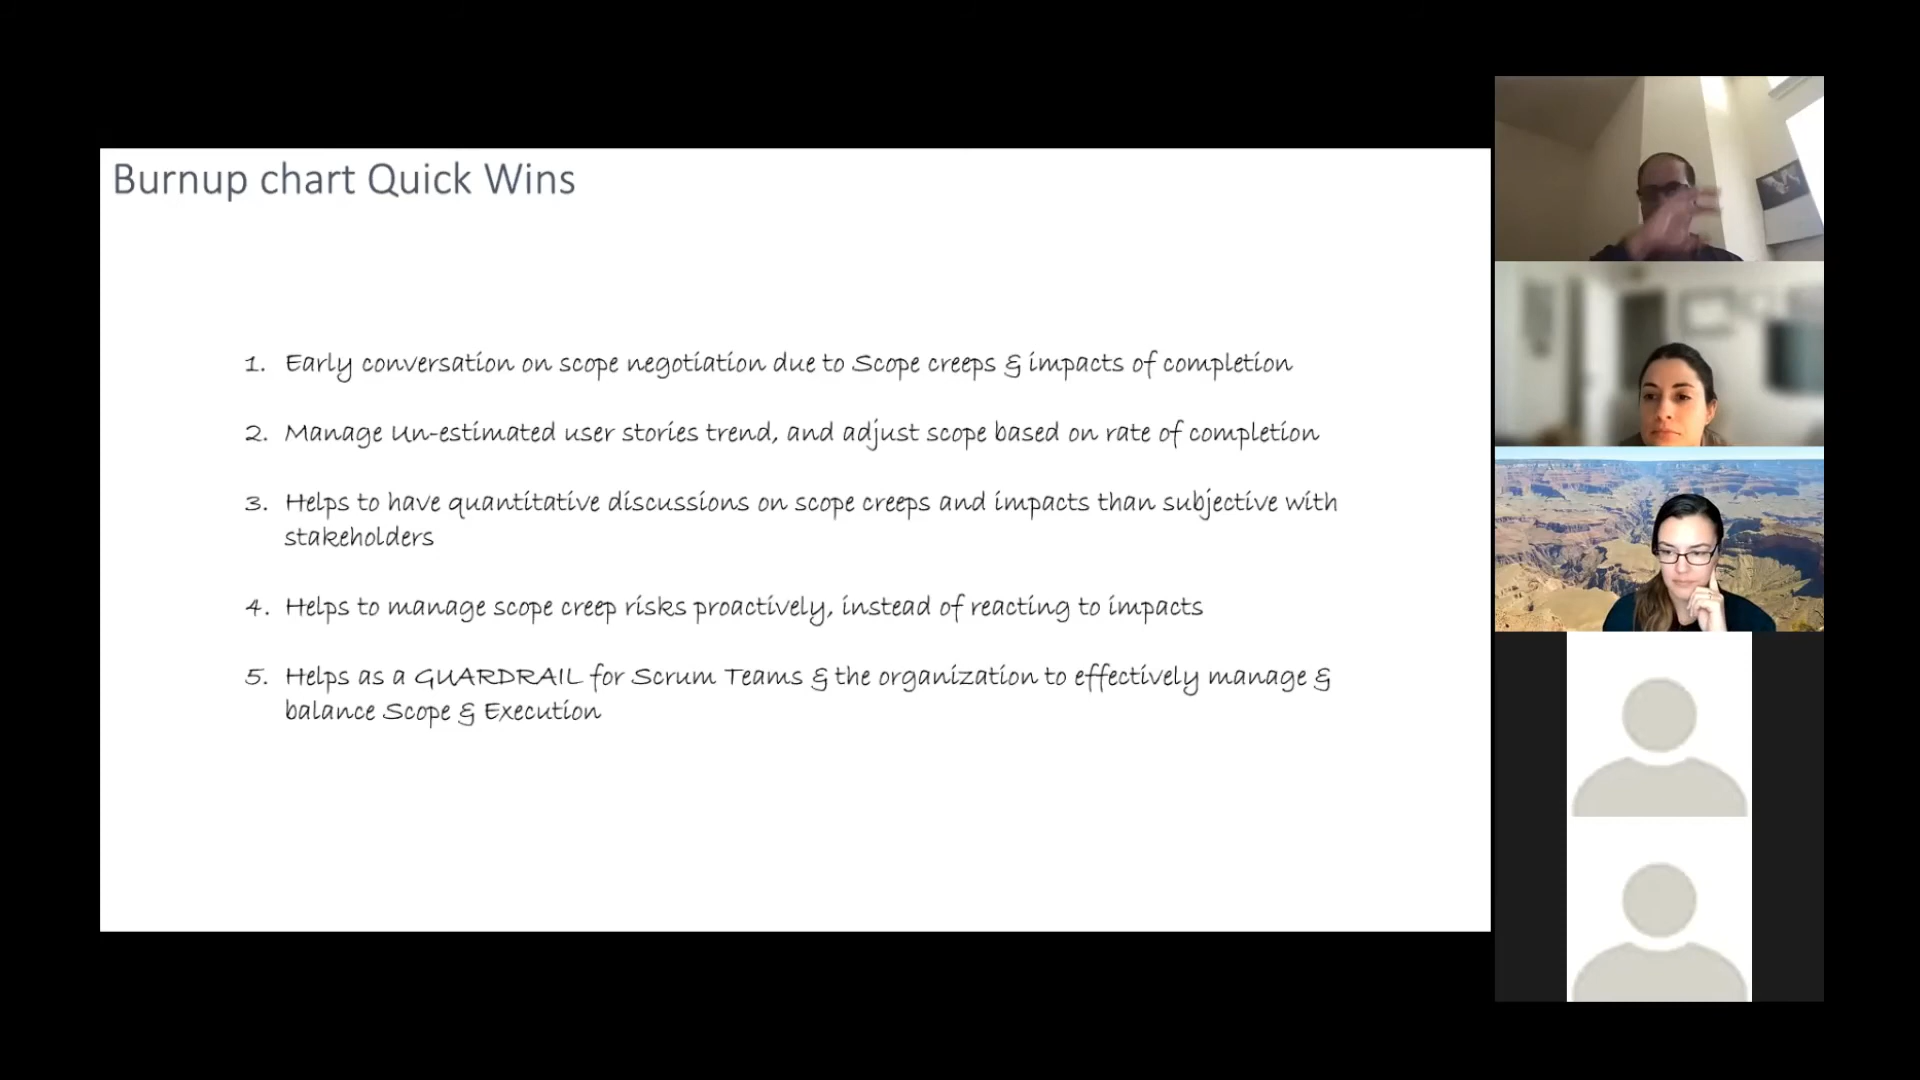 Burnup chart Quick Wins
1. Early conversation on scope negotiation due to Scope creeps & impacts of completion
2. Manage Un-estimated user stories trend, and adjust scope based on rate of completion
3. Helps to have quantitative discussions on scope creeps and impacts than subjective with
stakeholders
4. Helps to manage scope creep risks proactively, instead of reacting to impacts
5. Helps as a GUARDRAIL for Scrum Teams & the organization to effectively manage &
balance Scope & Execution